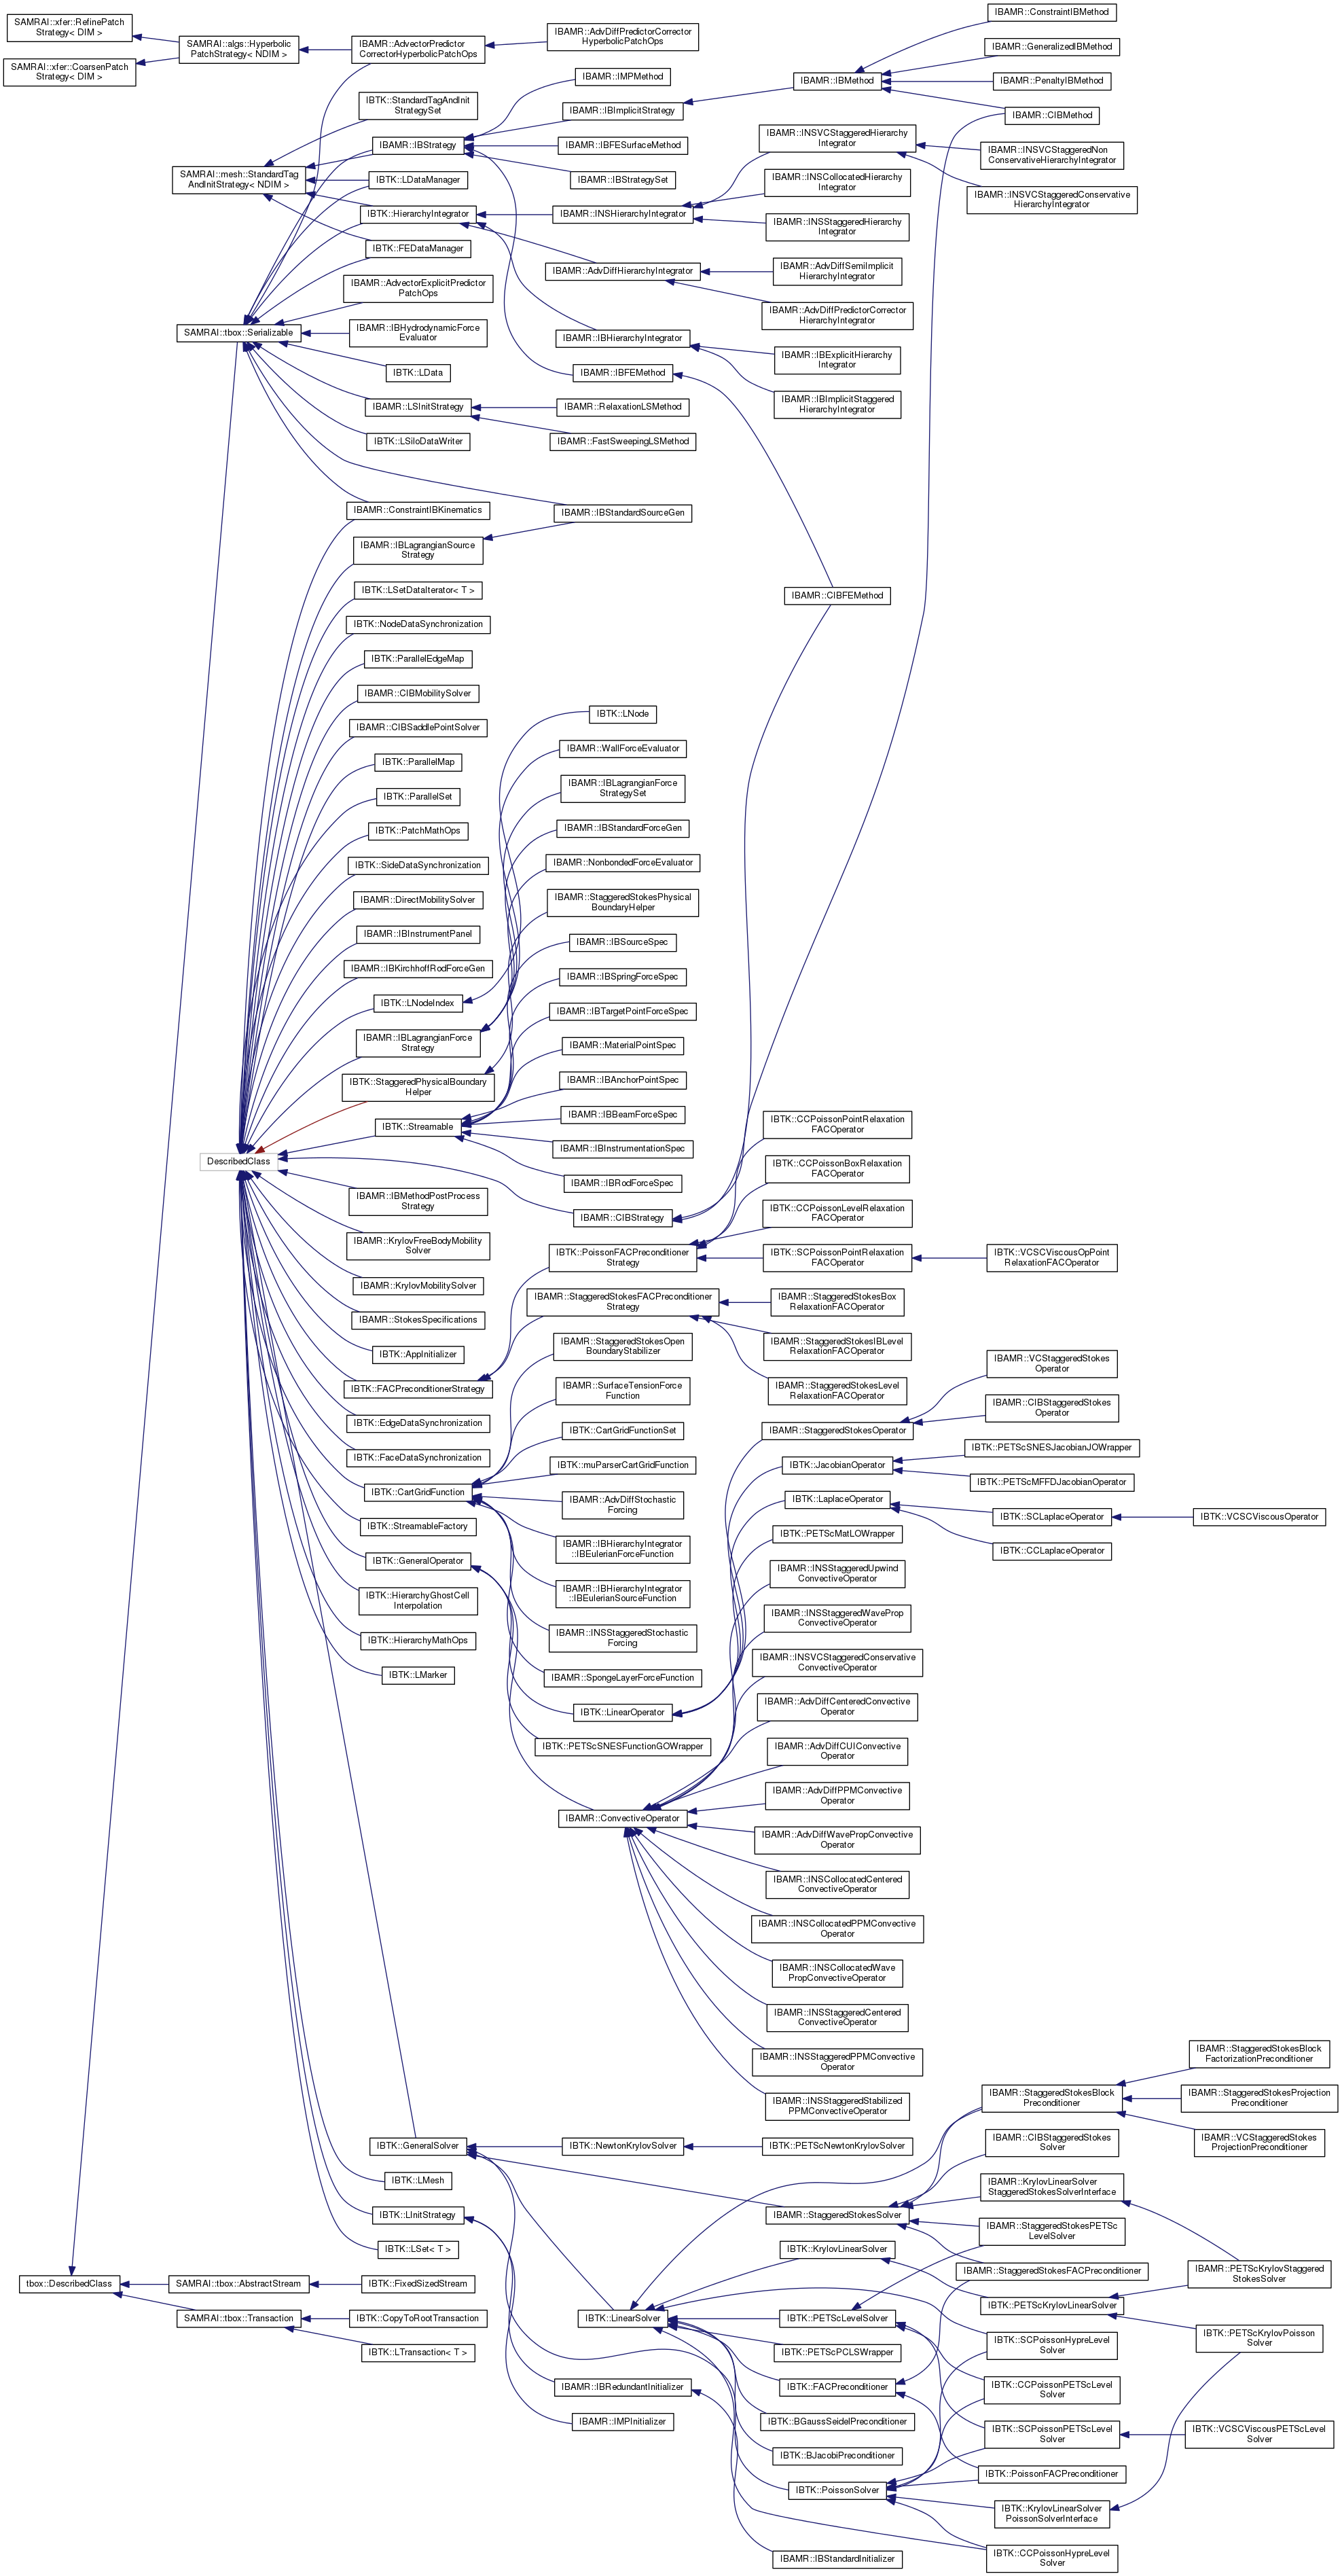 SAMRAI::xfer::RefinePatch
Strategy< DIM >
SAMRAI::xfer::CoarsenPatch
Strategy< DIM >
SAMRAI::algs::Hyperbolic
PatchStrategy< NDIM >
IBAMR::AdvectorPredictor
CorrectorHyperbolicPatchOps
IBAMR::AdvDiffPredictorCorrector
HyperbolicPatchOps
SAMRAI::mesh::StandardTag
AndInitStrategy< NDIM >
SAMRAI::tbox::Serializable
IBTK::StandardTagAndInit
StrategySet
IBAMR::IBStrategy
IBTK::LDataManager
IBTK::HierarchyIntegrator
IBTK::FEDataManager
IBAMR::AdvectorExplicitPredictor
PatchOps
IBAMR::IBHydrodynamicForce
Evaluator
IBTK::LData
IBAMR::LSInitStrategy
IBTK::LSiloDataWriter
IBAMR::IMPMethod
IBAMR::IBImplicitStrategy
IBAMR::IBFESurfaceMethod
IBAMR::IBStrategySet
IBAMR::INSHierarchyIntegrator
IBAMR::AdvDiffHierarchyIntegrator
IBAMR::IBHierarchyIntegrator
IBAMR::IBFEMethod
IBAMR::RelaxationLSMethod
IBAMR::FastSweepingLSMethod
IBAMR::IBMethod
IBAMR::ConstraintIBMethod
IBAMR::GeneralizedIBMethod
IBAMR::PenaltyIBMethod
IBAMR::CIBMethod
IBAMR::INSVCStaggeredHierarchy
Integrator
IBAMR::INSCollocatedHierarchy
Integrator
IBAMR::INSStaggeredHierarchy
Integrator
IBAMR::INSVCStaggeredNon
ConservativeHierarchyIntegrator
IBAMR::INSVCStaggeredConservative
HierarchyIntegrator
IBAMR::AdvDiffSemiImplicit
HierarchyIntegrator
IBAMR::AdvDiffPredictorCorrector
HierarchyIntegrator
IBAMR::IBExplicitHierarchy
Integrator
IBAMR::IBImplicitStaggered
HierarchyIntegrator
IBAMR::ConstraintIBKinematics
IBAMR::IBStandardSourceGen
IBAMR::IBLagrangianSource
Strategy
IBTK::LSetDataIterator< T >
IBAMR::CIBFEMethod
IBTK::NodeDataSynchronization
IBTK::ParallelEdgeMap
IBAMR::CIBMobilitySolver
IBAMR::CIBSaddlePointSolver
IBTK::ParallelMap
IBTK::ParallelSet
IBTK::PatchMathOps
IBTK::SideDataSynchronization
IBAMR::DirectMobilitySolver
IBAMR::IBInstrumentPanel
IBAMR::IBKirchhoffRodForceGen
IBTK::LNodeIndex
IBAMR::IBLagrangianForce
Strategy
IBTK::StaggeredPhysicalBoundary
Helper
IBTK::Streamable
DescribedClass
IBTK::LNode
IBAMR::WallForceEvaluator
IBAMR::IBLagrangianForce
StrategySet
IBAMR::IBStandardForceGen
IBAMR::NonbondedForceEvaluator
IBAMR::StaggeredStokesPhysical
BoundaryHelper
IBAMR::IBSourceSpec
IBAMR::IBSpringForceSpec
IBAMR::IBTargetPointForceSpec
IBAMR::MaterialPointSpec
IBAMR::IBAnchorPointSpec
IBAMR::IBBeamForceSpec
IBAMR::IBInstrumentationSpec
IBAMR::IBRodForceSpec
IBAMR::CIBStrategy
IBAMR::IBMethodPostProcess
Strategy
IBAMR::KrylovFreeBodyMobility
Solver
IBAMR::KrylovMobilitySolver
IBAMR::StokesSpecifications
IBTK::AppInitializer
IBTK::FACPreconditionerStrategy
IBTK::EdgeDataSynchronization
IBTK::FaceDataSynchronization
IBTK::CartGridFunction
IBTK::StreamableFactory
IBTK::GeneralOperator
IBTK::HierarchyGhostCell
Interpolation
IBTK::HierarchyMathOps
IBTK::LMarker
IBTK::PoissonFACPreconditioner
Strategy
IBAMR::StaggeredStokesFACPreconditioner
Strategy
IBTK::CCPoissonPointRelaxation
FACOperator
IBTK::CCPoissonBoxRelaxation
FACOperator
IBTK::CCPoissonLevelRelaxation
FACOperator
IBTK::SCPoissonPointRelaxation
FACOperator
IBTK::VCSCViscousOpPoint
RelaxationFACOperator
IBAMR::StaggeredStokesBox
RelaxationFACOperator
IBAMR::StaggeredStokesIBLevel
RelaxationFACOperator
IBAMR::StaggeredStokesLevel
RelaxationFACOperator
IBAMR::StaggeredStokesOpen
BoundaryStabilizer
IBAMR::SurfaceTensionForce
Function
IBTK::CartGridFunctionSet
IBTK::muParserCartGridFunction
IBAMR::AdvDiffStochastic
Forcing
IBAMR::IBHierarchyIntegrator
::IBEulerianForceFunction
IBAMR::IBHierarchyIntegrator
::IBEulerianSourceFunction
IBAMR::INSStaggeredStochastic
Forcing
IBAMR::SpongeLayerForceFunction
IBTK::LinearOperator
IBTK::PETScSNESFunctionGOWrapper
IBAMR::ConvectiveOperator
IBAMR::StaggeredStokesOperator
IBAMR::VCStaggeredStokes
Operator
IBAMR::CIBStaggeredStokes
Operator
IBTK::JacobianOperator
IBTK::PETScSNESJacobianJOWrapper
IBTK::PETScMFFDJacobianOperator
IBTK::LaplaceOperator
IBTK::SCLaplaceOperator
IBTK::VCSCViscousOperator
IBTK::CCLaplaceOperator
IBTK::PETScMatLOWrapper
IBAMR::INSStaggeredUpwind
ConvectiveOperator
IBAMR::INSStaggeredWaveProp
ConvectiveOperator
IBAMR::INSVCStaggeredConservative
ConvectiveOperator
IBAMR::AdvDiffCenteredConvective
Operator
IBAMR::AdvDiffCUIConvective
Operator
IBAMR::AdvDiffPPMConvective
Operator
IBAMR::AdvDiffWavePropConvective
Operator
IBAMR::INSCollocatedCentered
ConvectiveOperator
IBAMR::INSCollocatedPPMConvective
Operator
IBAMR::INSCollocatedWave
PropConvectiveOperator
IBAMR::INSStaggeredCentered
ConvectiveOperator
IBAMR::INSStaggeredPPMConvective
Operator
IBAMR::INSStaggeredStabilized
PPMConvectiveOperator
IBTK::GeneralSolver
IBTK::LMesh
IBTK::LInitStrategy
IBTK::LSet< T >
tbox::DescribedClass
SAMRAI::tbox::AbstractStream
IBTK::FixedSizedStream
SAMRAI::tbox::Transaction
IBTK::CopyToRootTransaction
IBTK::LTransaction< T >
IBTK::NewtonKrylovSolver
IBTK::PETScNewtonKrylovSolver
IBAMR::StaggeredStokesSolver
IBTK::LinearSolver
IBAMR::IBRedundantInitializer
IBAMR::IMPInitializer
IBTK::KrylovLinearSolver
IBTK::PETScLevelSolver
IBTK::PETScPCLSWrapper
IBTK::FACPreconditioner
IBTK::BGaussSeidelPreconditioner
IBTK::BJacobiPreconditioner
IBTK::PoissonSolver
IBAMR::IBStandardInitializer
IBAMR::StaggeredStokesBlock
Preconditioner
IBAMR::StaggeredStokesBlock
FactorizationPreconditioner
IBAMR::StaggeredStokesProjection
Preconditioner
IBAMR::VCStaggeredStokes
ProjectionPreconditioner
IBAMR::CIBStaggeredStokes
Solver
IBAMR::KrylovLinearSolver
StaggeredStokesSolverInterface
IBAMR::StaggeredStokesPETSc
LevelSolver
IBAMR::StaggeredStokesFACPreconditioner
IBAMR::PETScKrylovStaggered
StokesSolver
IBTK::PETScKrylovLinearSolver
IBTK::PETScKrylovPoisson
Solver
IBTK::SCPoissonHypreLevel
Solver
IBTK::CCPoissonPETScLevel
Solver
IBTK::SCPoissonPETScLevel
Solver
IBTK::VCSCViscousPETScLevel
Solver
IBTK::PoissonFACPreconditioner
IBTK::KrylovLinearSolver
PoissonSolverInterface
IBTK::CCPoissonHypreLevel
Solver